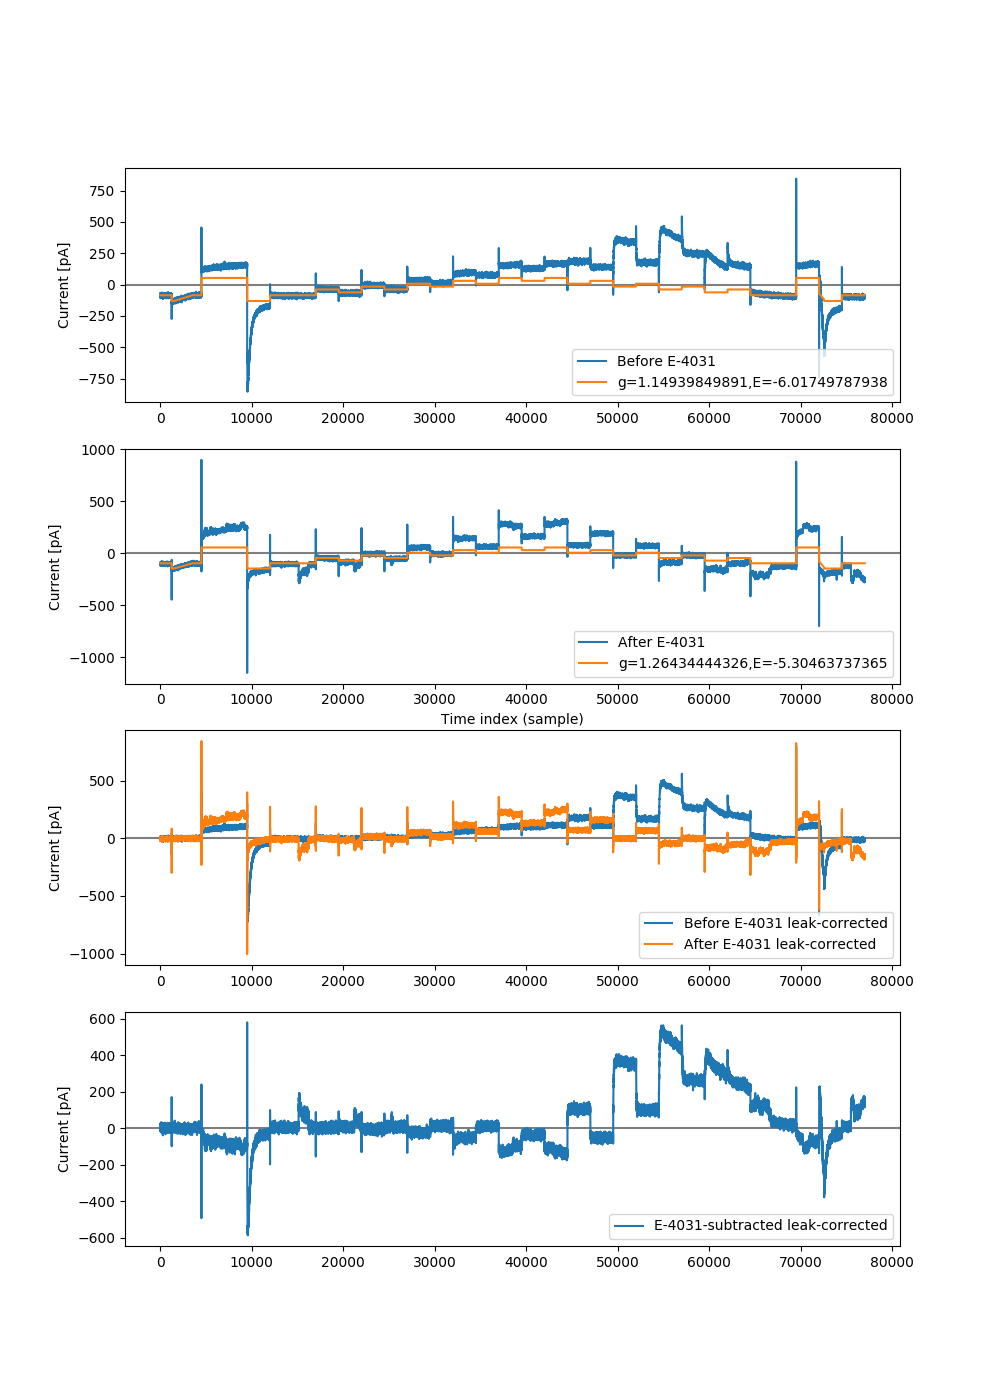 750
500
250
0
−250
−500
−750
Current [pA]
Before E-4031
g=1.14939849891,E=-6.01749787938
0 10000 20000 30000 40000 50000 60000 70000 80000
1000
500
0
−500
−1000
Current [pA]
After E-4031
g=1.26434444326,E=-5.30463737365
0 10000 20000 30000 40000 50000 60000 70000 80000
Time index (sample)
500
0
−500
−1000
Current [pA]
Before E-4031 leak-corrected
After E-4031 leak-corrected
0 10000 20000 30000 40000 50000 60000 70000 80000
600
400
200
0
−200
−400
−600
Current [pA]
E-4031-subtracted leak-corrected
0 10000 20000 30000 40000 50000 60000 70000 80000